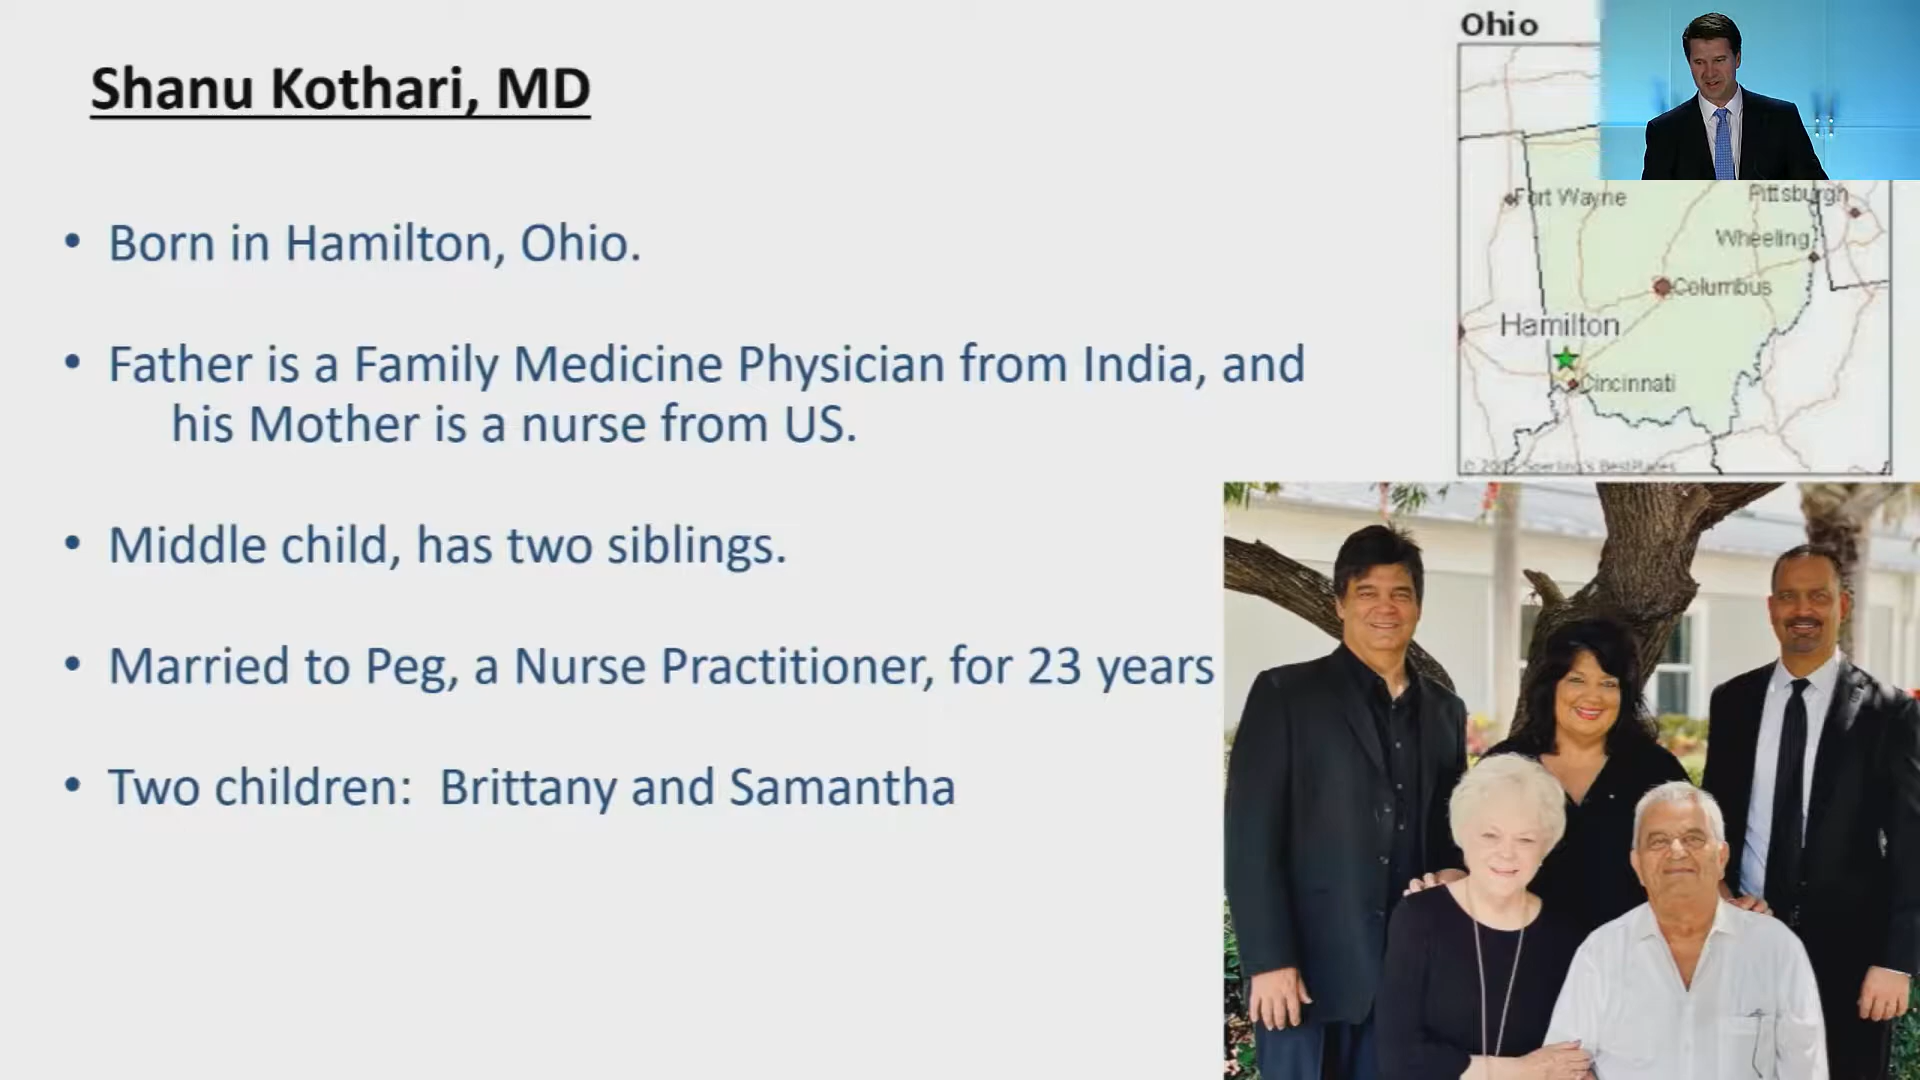 Shanu Kothari, MD
• Born in Hamilton, Ohio.
• Father is a Family Medicine Physician from India, and
his Mother is a nurse from US.
• Middle child, has two siblings.
• Married to Peg, a Nurse Practitioner, for 23 years
• Two children: Brittany and Samantha
Ohio
Fort Wayne
Pittsburgh
Wheeling
Columbus
Hamilton
Cincinnati
Sperling's BestPlaces